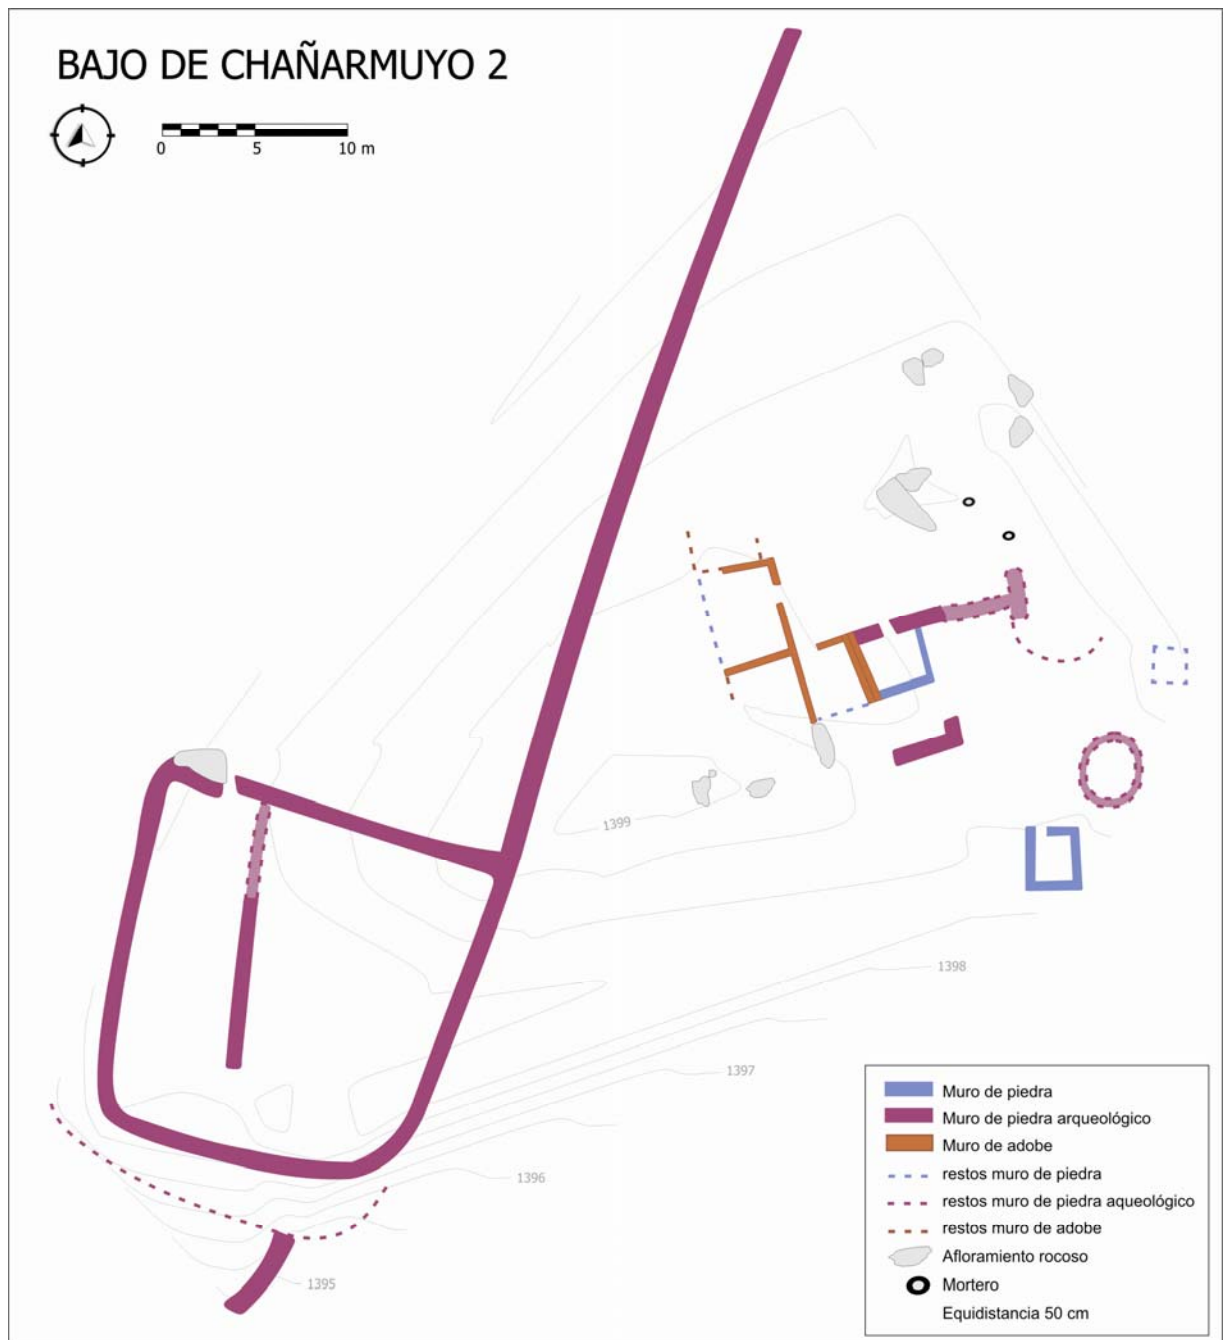 BAJO DE CHAÑARMUYO 2
0 5 10 m
1399
1398
1397
1396
1395
Muro de piedra
Muro de piedra arqueológico
Muro de adobe
restos muro de piedra
restos muro de piedra aqueológico
restos muro de adobe
Afloramiento rocoso
Mortero
Equidistancia 50 cm